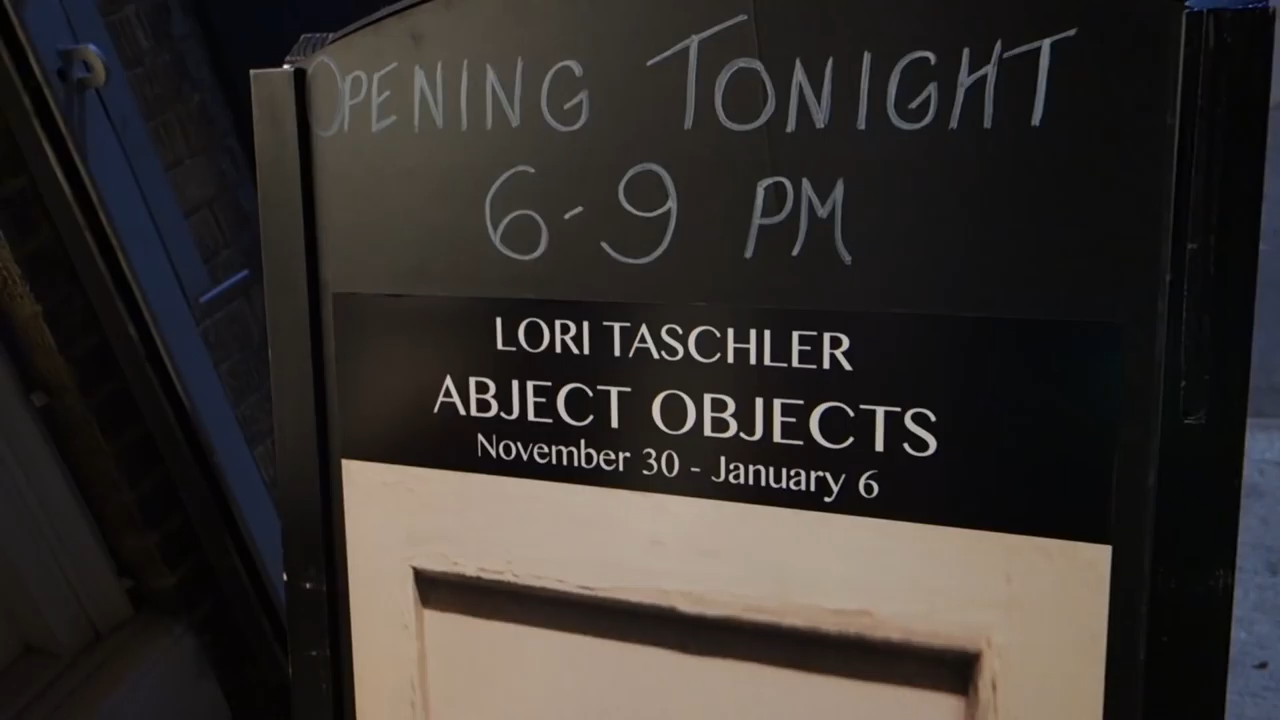 OPENING TONIGHT
6-9 PM
LORI TASCHLER
ABJECT OBJECTS
November 30 - January 6